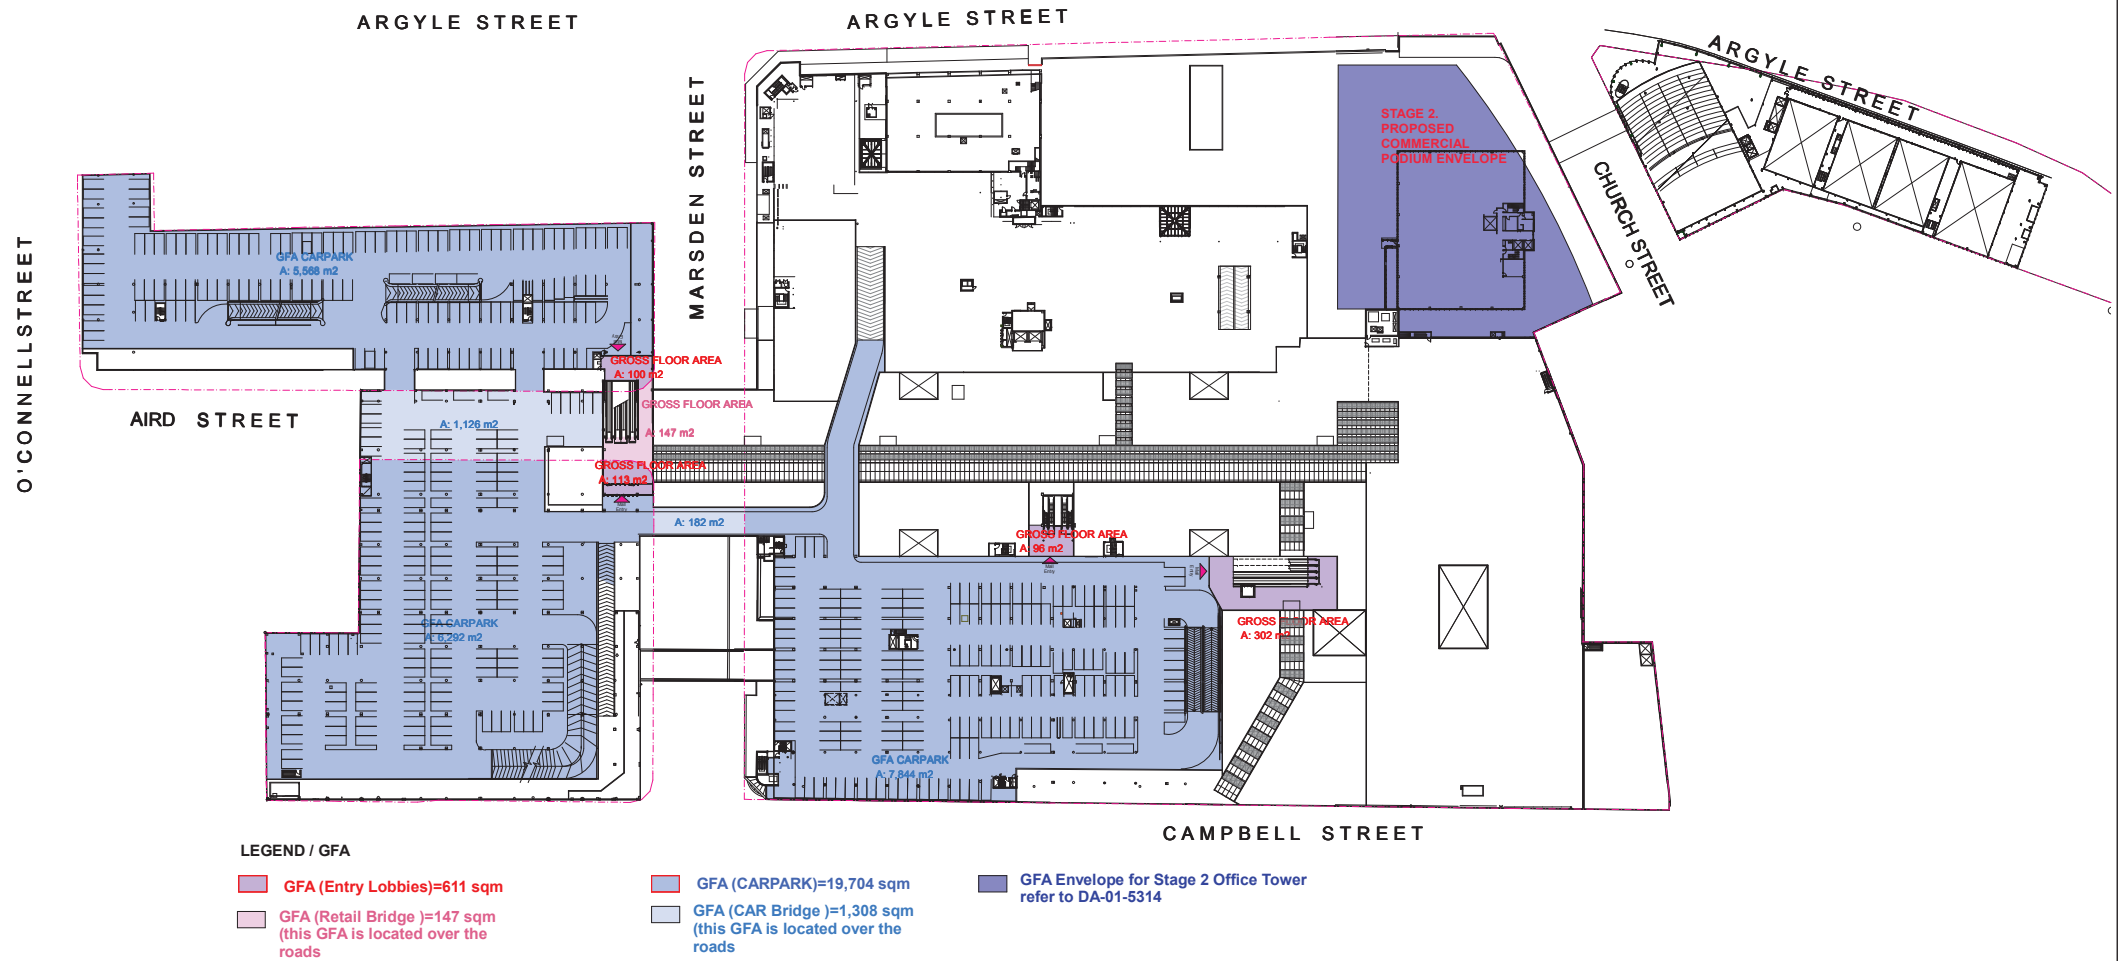 ARGYLE STREET
ARGYLE STREET
ARGYLE STREET
MARSDEN STREET
O'CONNELLSTREET
CHURCH STREET
STAGE 2.
PROPOSED
COMMERCIAL
PODIUM ENVELOPE
GFA CARPARK
A: 5,568 m2
GROSS FLOOR AREA
A: 100 m2
GROSS FLOOR AREA
A: 147 m2
AIRD STREET
A: 1,126 m2
GROSS FLOOR AREA
A: 113 m2
Mall
Entry
A: 182 m2
GROSS FLOOR AREA
A: 96 m2
Mall
Entry
GFA CARPARK
A: 6,292 m2
GROSS FLOOR AREA
A: 302 m2
GFA CARPARK
A: 7,844 m2
CAMPBELL STREET
LEGEND / GFA
GFA (Entry Lobbies)=611 sqm
GFA (Retail Bridge )=147 sqm
(this GFA is located over the
roads
GFA (CARPARK)=19,704 sqm
GFA (CAR Bridge )=1,308 sqm
(this GFA is located over the
roads
GFA Envelope for Stage 2 Office Tower
refer to DA-01-5314